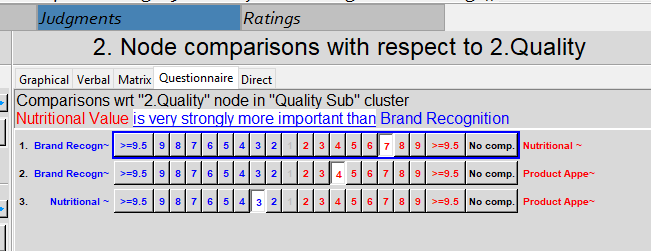 Judgments Ratings
2. Node comparisons with respect to 2.Quality
Graphical Verbal Matrix Questionnaire Direct
Comparisons wrt "2.Quality" node in "Quality Sub" cluster
Nutritional Value is very strongly more important than Brand Recognition
1. Brand Recogn~ >=9.5 9 8 7 6 5 4 3 2 1 2 3 4 5 6 7 8 9 >=9.5 No comp. Nutritional ~
2. Brand Recogn~ >=9.5 9 8 7 6 5 4 3 2 1 2 3 4 5 6 7 8 9 >=9.5 No comp. Product Appe~
3. Nutritional ~ >=9.5 9 8 7 6 5 4 3 2 1 2 3 4 5 6 7 8 9 >=9.5 No comp. Product Appe~